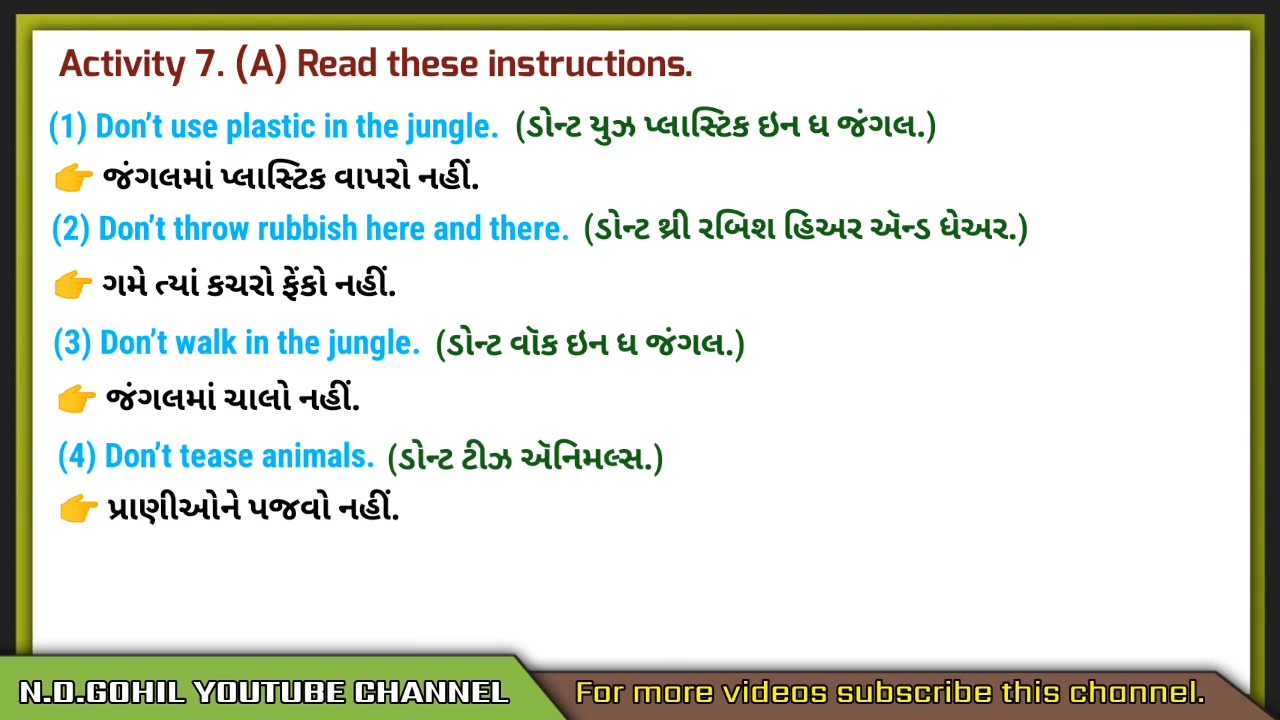 Activity 7. (A) Read these instructions.
(1) Don’t use plastic in the jungle. (ડોન્ટ યુઝ પ્લાસ્ટિક ઇન ધ જંગલ.)
👉 જંગલમાં પ્લાસ્ટિક વાપરો નહીં.
(2) Don’t throw rubbish here and there. (ડોન્ટ થ્રી રબિશ હિઅર ઍન્ડ ધેઅર.)
👉 ગમે ત્યાં કચરો ફેંકો નહીં.
(3) Don’t walk in the jungle. (ડોન્ટ વૉક ઇન ધ જંગલ.)
👉 જંગલમાં ચાલો નહીં.
(4) Don’t tease animals. (ડોન્ટ ટીઝ ઍનિમલ્સ.)
👉 પ્રાણીઓને પજવો નહીં.
N.D.GOHIL YOUTUBE CHANNEL For more videos subscribe this channel.